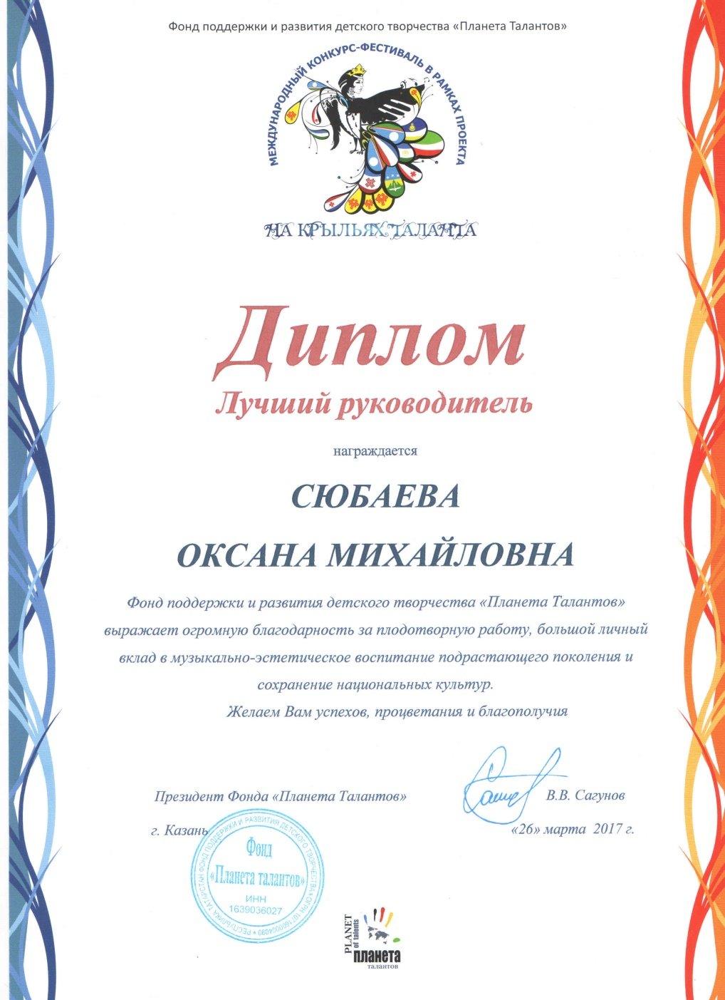 Фонд поддержки и развития детского творчества «Планета Талантов»
МЕЖДУНАРОДНЫЙ КОНКУРС-ФЕСТИВАЛЬ В РАМКАХ ПРОЕКТА
НА КРЫЛЬЯХ ТАЛАНТА
Диплом
Лучший руководитель
награждается
СЮБАЕВА
ОКСАНА МИХАЙЛОВНА
Фонд поддержки и развития детского творчества «Планета Талантов»
выражает огромную благодарность за плодотворную работу, большой личный
вклад в музыкально-эстетическое воспитание подрастающего поколения и
сохранение национальных культур.
Желаем Вам успехов, процветания и благополучия
Президент Фонда «Планета Талантов»
В.В. Сагунов
г. Казань
«26» марта 2017 г.
РЕСПУБЛИКА ТАТАРСТАН ФОНД ПОДДЕРЖКИ И РАЗВИТИЯ ДЕТСКОГО ТВОРЧЕСТВА ОГРН
Фонд
«Планета талантов»
ИНН
1639036027
PLANET
of talents
планета
талантов